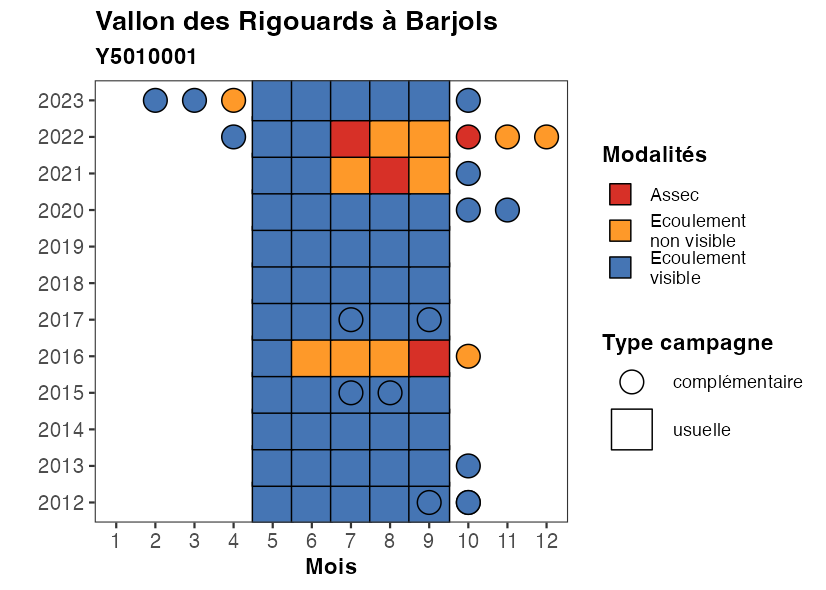 Vallon des Rigouards à Barjols
Y5010001
2023
2022
2021
2020
2019
2018
2017
2016
2015
2014
2013
2012
1 2 3 4 5 6 7 8 9 10 11 12
Mois
Modalités
Assec
Ecoulement
non visible
Ecoulement
visible
Type campagne
complémentaire
usuelle